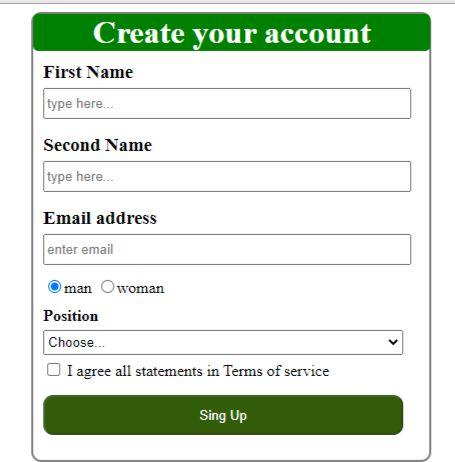 Create your account
First Name
type here...
Second Name
type here...
Email address
enter email
man woman
Position
Choose...
I agree all statements in Terms of service
Sing Up